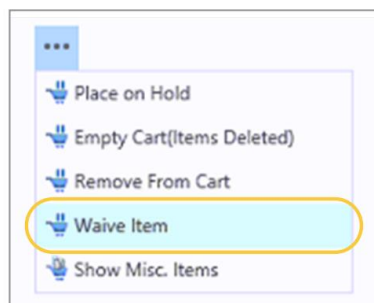 •••
Place on Hold
Empty Cart(Items Deleted)
Remove From Cart
Waive Item
Show Misc. Items